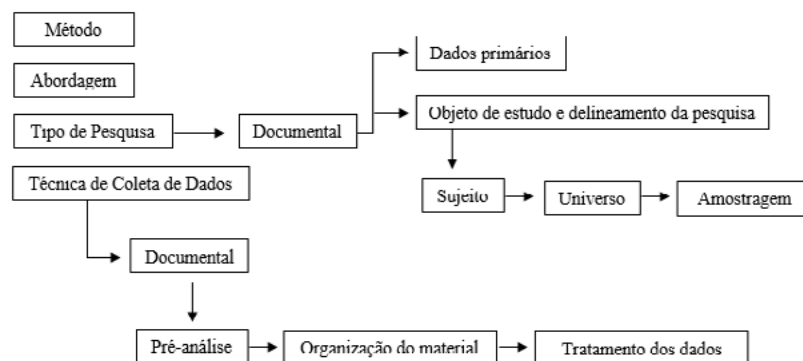 Método
Dados primários
Abordagem
Tipo de Pesquisa
Documental
Objeto de estudo e delineamento da pesquisa
Técnica de Coleta de Dados
Sujeito
Universo
Amostragem
Documental
Pré-análise
Organização do material
Tratamento dos dados